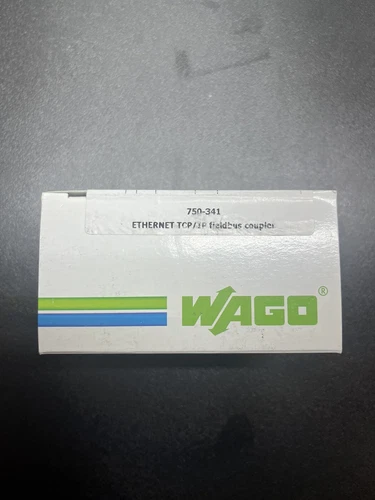 750-341
ETHERNET TCP/IP fieldbus coupler
WAGO®